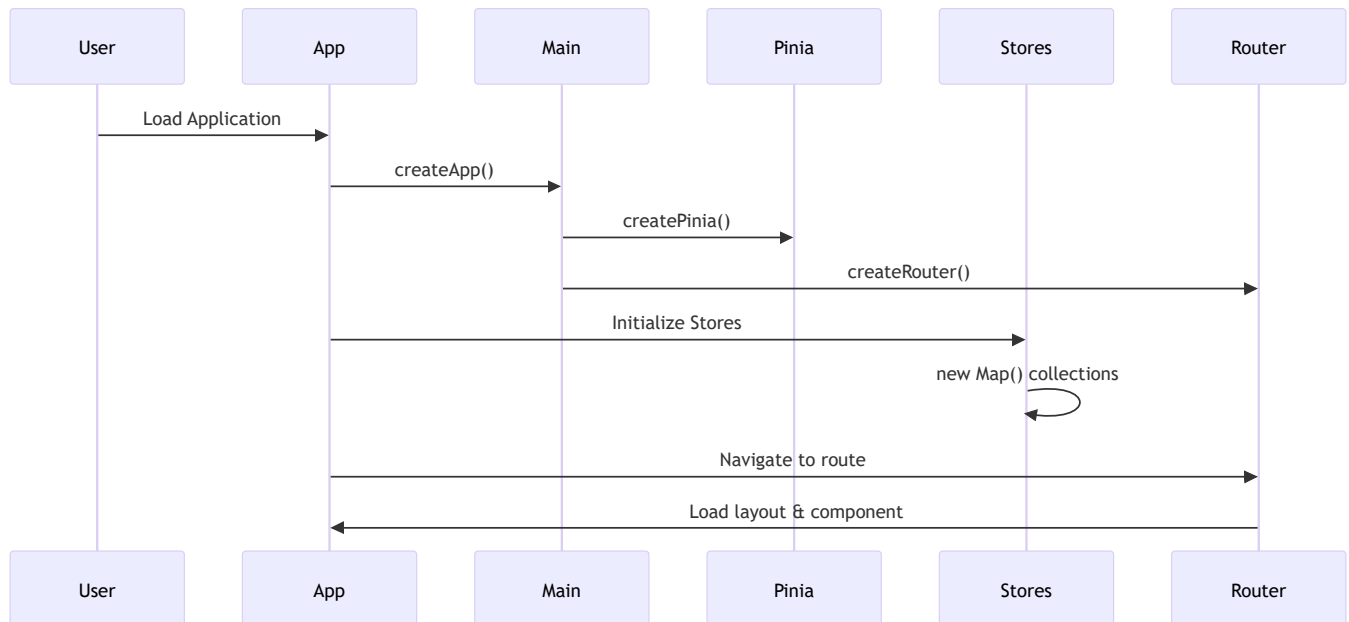 User
App
Main
Pinia
Stores
Router
Load Application
createApp()
createPinia()
createRouter()
Initialize Stores
new Map() collections
Navigate to route
Load layout & component
User
App
Main
Pinia
Stores
Router